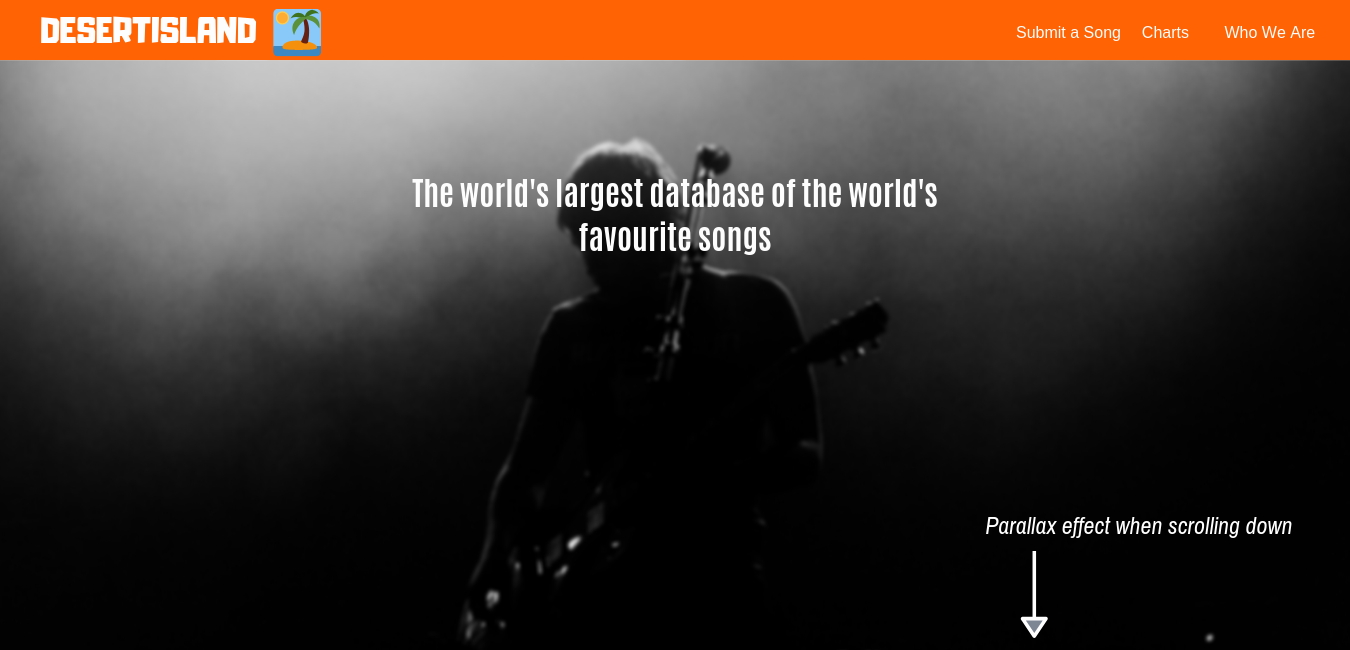 DESERTISLAND
Submit a Song
Charts
Who We Are
The world's largest database of the world's
favourite songs
Parallax effect when scrolling down